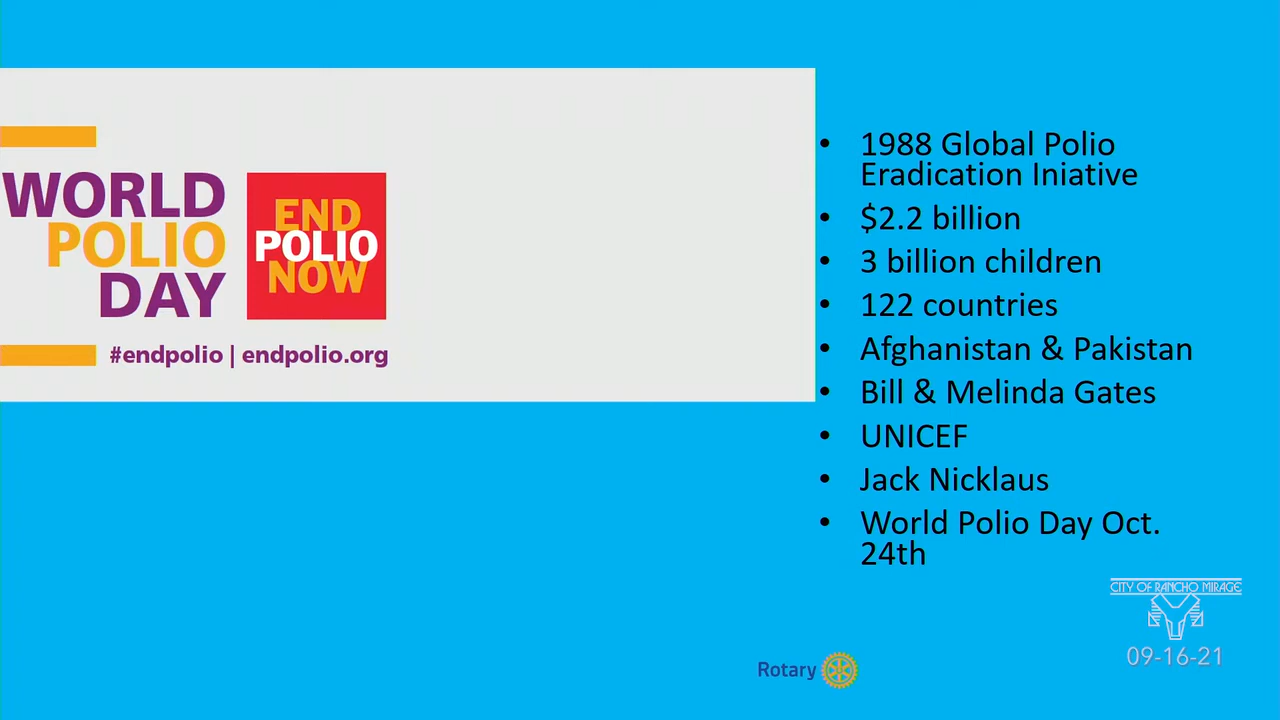 WORLD
POLIO
DAY
END
POLIO
NOW
#endpolio | endpolio.org
• 1988 Global Polio
Eradication Iniative
• $2.2 billion
• 3 billion children
• 122 countries
• Afghanistan & Pakistan
• Bill & Melinda Gates
• UNICEF
• Jack Nicklaus
• World Polio Day Oct.
24th
CITY OF RANCHO MIRAGE
09-16-21
Rotary